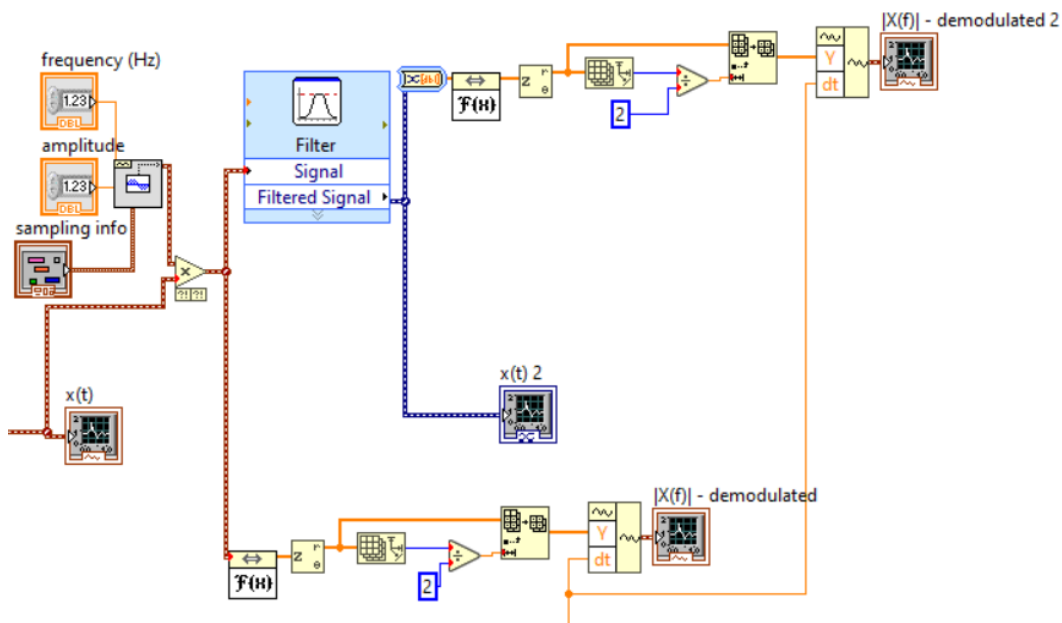 |X(f)| - demodulated 2
frequency (Hz)
1.23
DBL
amplitude
1.23
DBL
sampling info
Filter
Signal
Filtered Signal
[dbl]
F(x)
z
r
θ
2
Y
dt
x
?! ?!
x(t)
x(t) 2
|X(f)| - demodulated
F(x)
z
r
θ
2
Y
dt